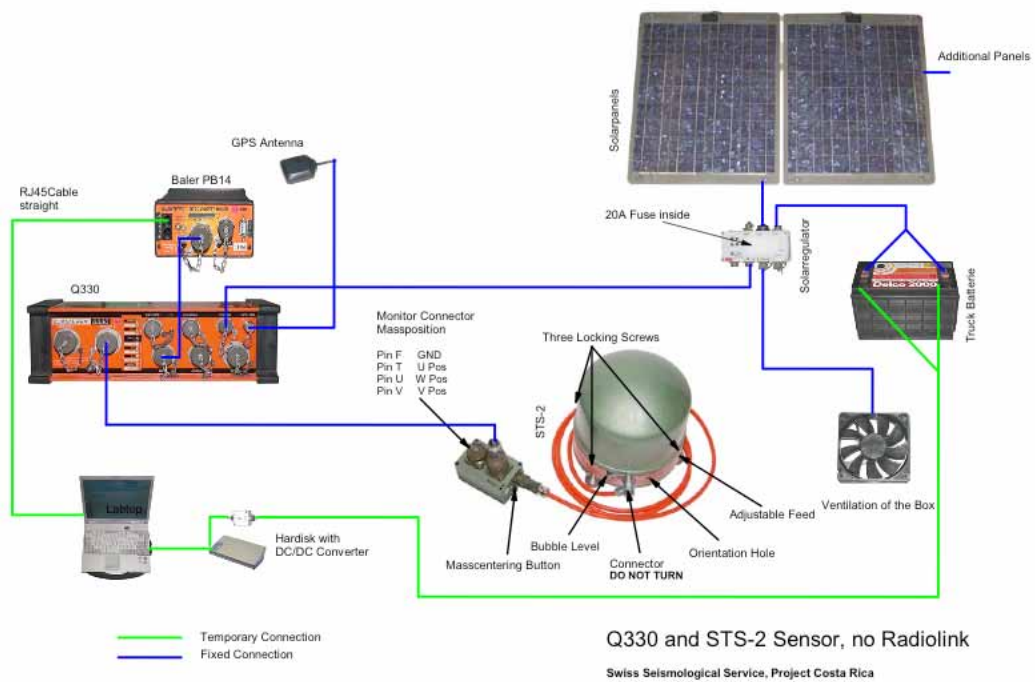 Additional Panels
Solarpanels
GPS Antenna
Baler PB14
RJ45Cable
straight
20A Fuse inside
Solarregulator
Delco 2000
Truck Batterie
Q330
Monitor Connector
Massposition
Pin F GND
Pin T U Pos
Pin U W Pos
Pin V V Pos
Three Locking Screws
STS-2
Labtop
Hardisk with
DC/DC Converter
Masscentering Button
Bubble Level
Connector
DO NOT TURN
Orientation Hole
Adjustable Feed
Ventilation of the Box
Temporary Connection
Fixed Connection
Q330 and STS-2 Sensor, no Radiolink
Swiss Seismological Service, Project Costa Rica